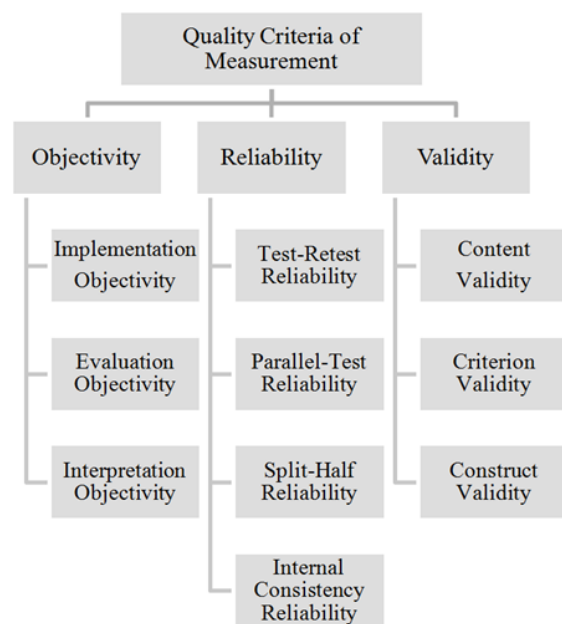 Quality Criteria of
Measurement
Objectivity
Reliability
Validity
Implementation
Objectivity
Evaluation
Objectivity
Interpretation
Objectivity
Test-Retest
Reliability
Parallel-Test
Reliability
Split-Half
Reliability
Internal
Consistency
Reliability
Content
Validity
Criterion
Validity
Construct
Validity